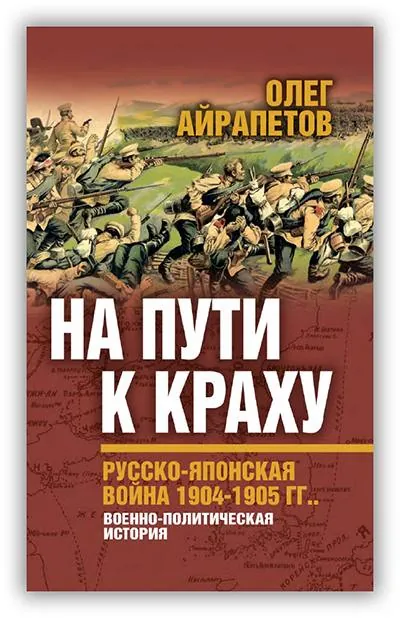 ОЛЕГ
АЙРАПЕТОВ
НА ПУТИ
К КРАХУ
РУССКО-ЯПОНСКАЯ
ВОЙНА 1904-1905 ГГ..
ВОЕННО-ПОЛИТИЧЕСКАЯ
ИСТОРИЯ